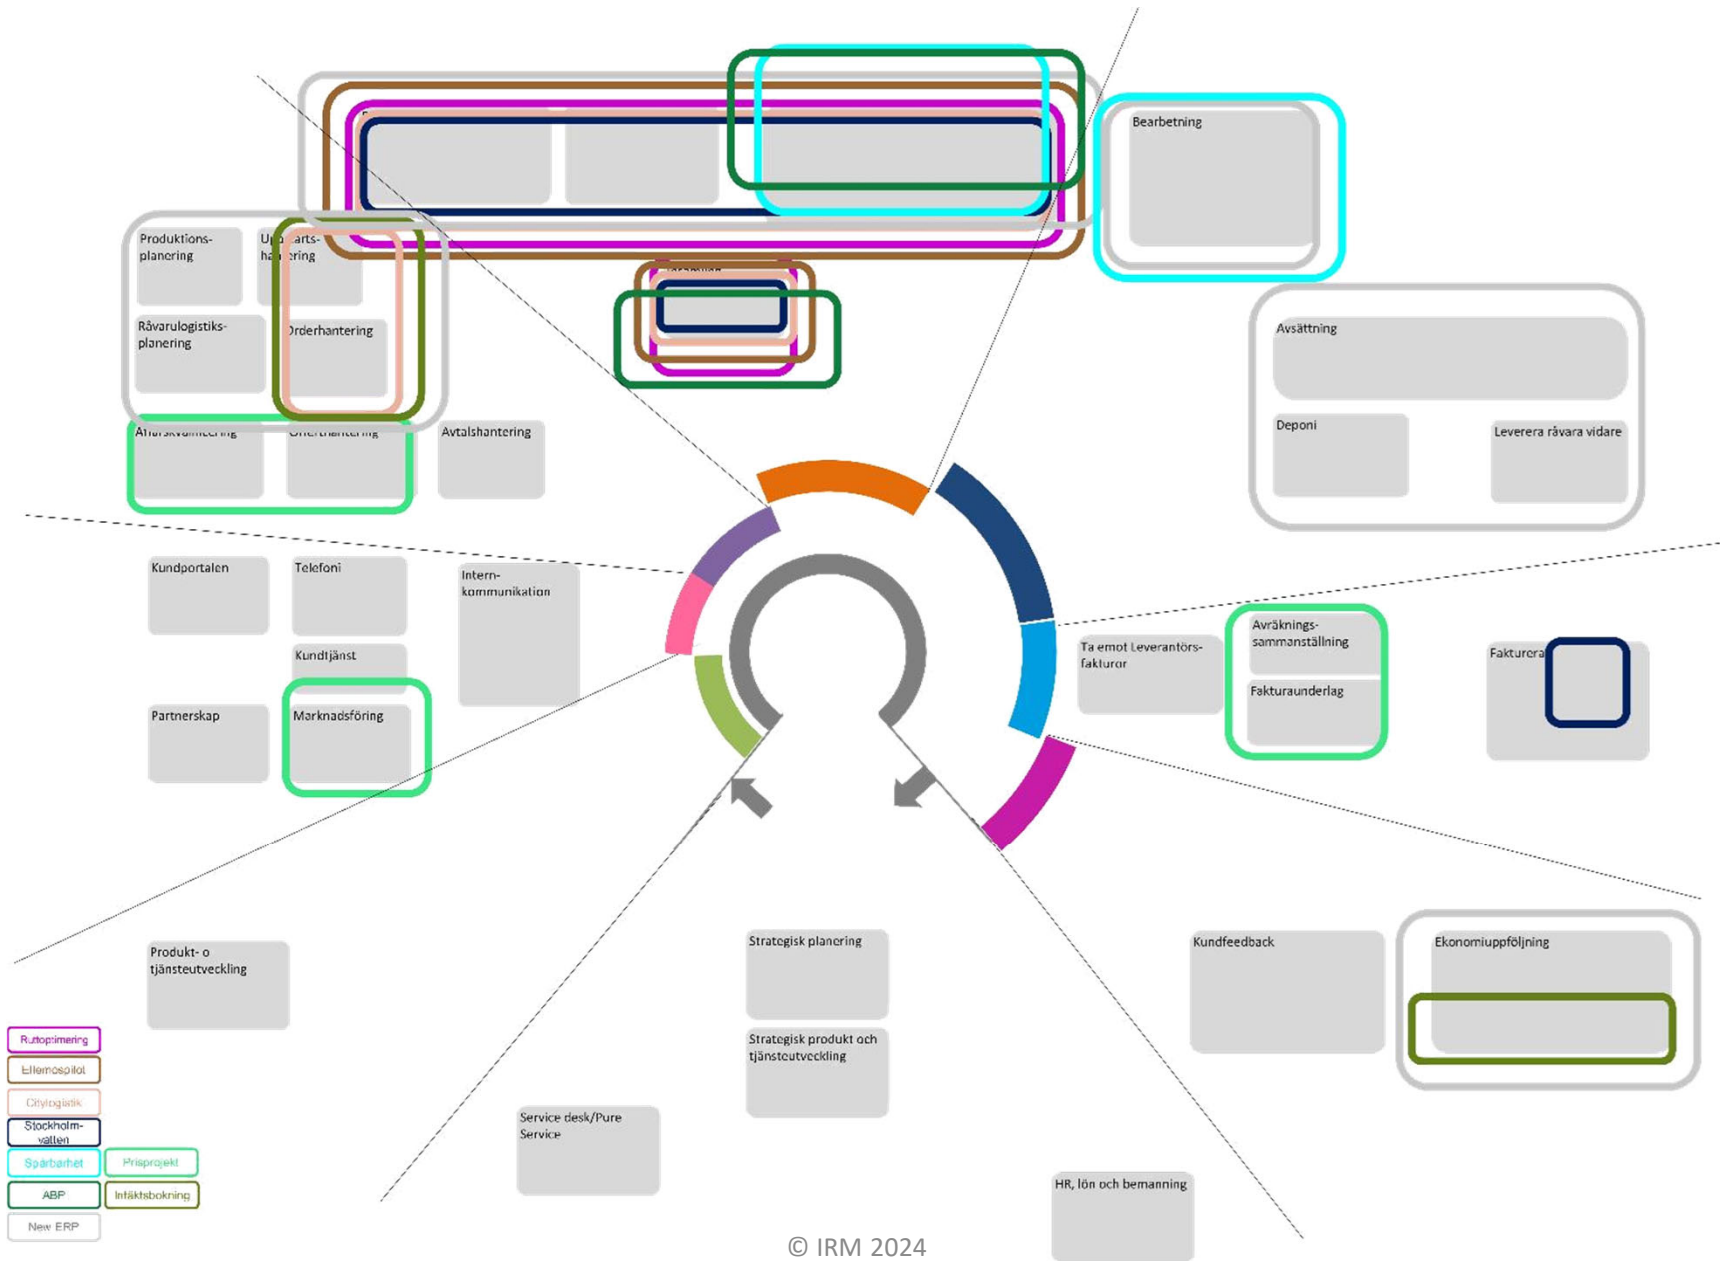 Bearbetning
Produktions-
planering
Råvarulogistiks-
planering
Orderhantering
Avtalshantering
Avsättning
Deponi
Leverera råvara vidare
Kundportalen
Telefoni
Intern-
kommunikation
Kundtjänst
Partnerskap
Marknadsföring
Ta emot Leverantörs-
fakturor
Avräknings-
sammanställning
Fakturaunderlag
Fakturera
Produkt- o
tjänsteutveckling
Strategisk planering
Strategisk produkt och
tjänsteutveckling
Kundfeedback
Ekonomiuppföljning
Service desk/Pure
Service
HR, lön och bemanning
Ruttoptimering
Citylogistik
Stockholm-
vatten
Spårbarhet
Prisprojekt
ABP
New ERP
© IRM 2024